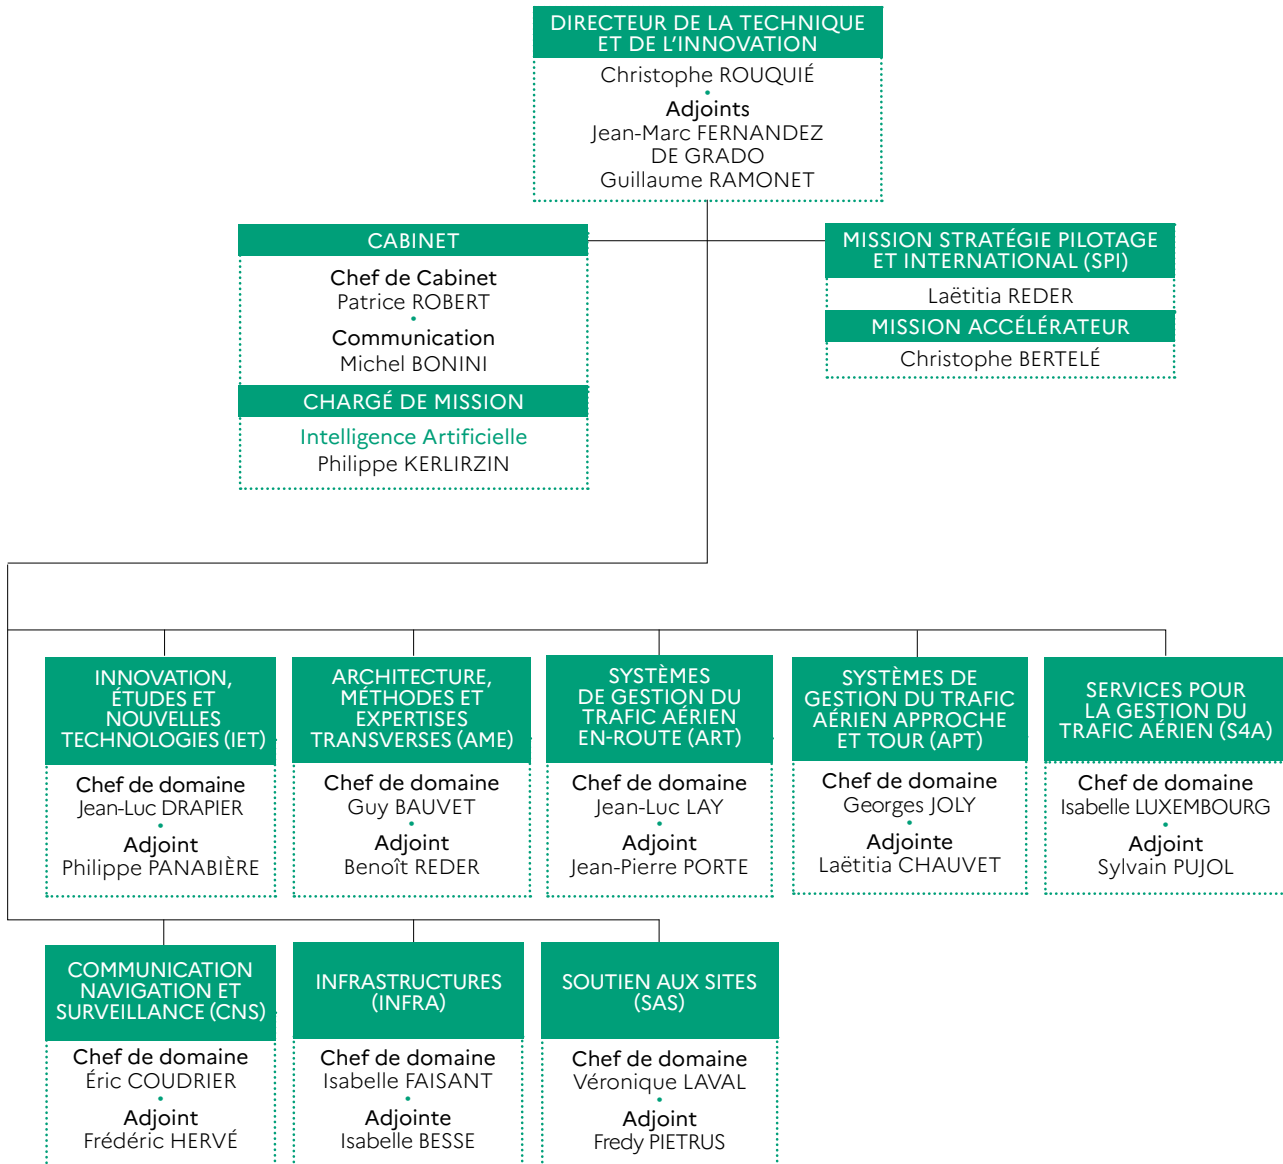 DIRECTEUR DE LA TECHNIQUE
ET DE L'INNOVATION
Christophe ROUQUIÉ
Adjoints
Jean-Marc FERNANDEZ
DE GRADO
Guillaume RAMONET
CABINET
Chef de Cabinet
Patrice ROBERT
Communication
Michel BONINI
CHARGÉ DE MISSION
Intelligence Artificielle
Philippe KERLIRZIN
MISSION STRATÉGIE PILOTAGE
ET INTERNATIONAL (SPI)
Laëtitia REDER
MISSION ACCÉLÉRATEUR
Christophe BERTELÉ
INNOVATION,
ÉTUDES ET
NOUVELLES
TECHNOLOGIES (IET)
Chef de domaine
Jean-Luc DRAPIER
Adjoint
Philippe PANABIÈRE
ARCHITECTURE,
MÉTHODES ET
EXPERTISES
TRANSVERSES (AME)
Chef de domaine
Guy BAUVET
Adjoint
Benoît REDER
SYSTÈMES
DE GESTION DU
TRAFIC AÉRIEN
EN-ROUTE (ART)
Chef de domaine
Jean-Luc LAY
Adjoint
Jean-Pierre PORTE
SYSTÈMES DE
GESTION DU TRAFIC
AÉRIEN APPROCHE
ET TOUR (APT)
Chef de domaine
Georges JOLY
Adjointe
Laëtitia CHAUVET
SERVICES POUR
LA GESTION DU
TRAFIC AÉRIEN (S4A)
Chef de domaine
Isabelle LUXEMBOURG
Adjoint
Sylvain PUJOL
COMMUNICATION
NAVIGATION ET
SURVEILLANCE (CNS)
Chef de domaine
Éric COUDRIER
Adjoint
Frédéric HERVÉ
INFRASTRUCTURES
(INFRA)
Chef de domaine
Isabelle FAISANT
Adjointe
Isabelle BESSE
SOUTIEN AUX SITES
(SAS)
Chef de domaine
Véronique LAVAL
Adjoint
Fredy PIETRUS